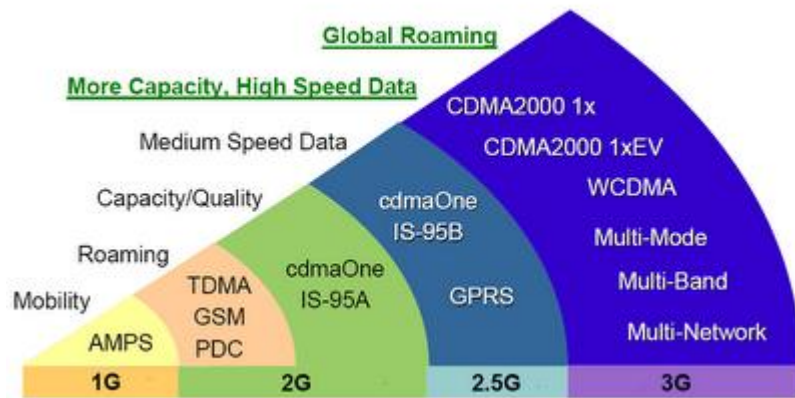 Global Roaming
More Capacity, High Speed Data
Medium Speed Data
Capacity/Quality
Roaming
Mobility
AMPS
TDMA
GSM
PDC
cdmaOne
IS-95A
cdmaOne
IS-95B
GPRS
CDMA2000 1x
CDMA2000 1xEV
WCDMA
Multi-Mode
Multi-Band
Multi-Network
1G
2G
2.5G
3G